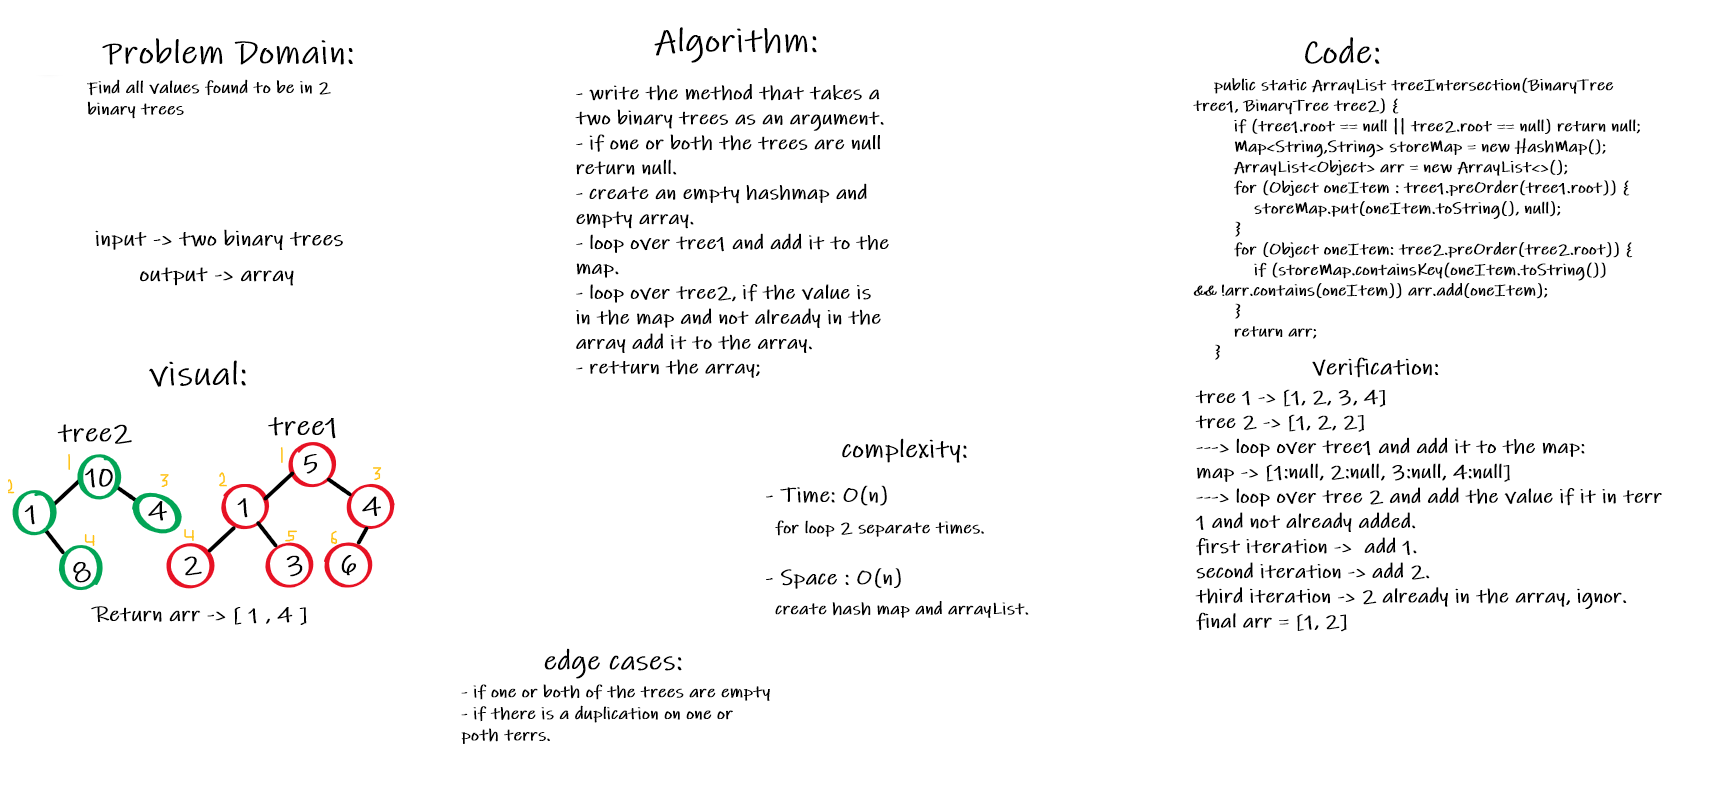 Problem Domain:
Find all values found to be in 2
binary trees
input -> two binary trees
output -> array
Visual:
tree2
tree1
1
10
2
3
1
4
4
8
1
5
2
3
1
4
4
5
6
2
3
6
Return arr -> [ 1 , 4 ]
Algorithm:
- write the method that takes a
two binary trees as an argument.
- if one or both the trees are null
return null.
- create an empty hashmap and
empty array.
- loop over tree1 and add it to the
map.
- loop over tree2, if the value is
in the map and not already in the
array add it to the array.
- retturn the array;
complexity:
- Time: O(n)
for loop 2 separate times.
- Space : O(n)
create hash map and arrayList.
edge cases:
- if one or both of the trees are empty
- if there is a duplication on one or
poth terrs.
Code:
public static ArrayList treeIntersection(BinaryTree
tree1, BinaryTree tree2) {
if (tree1.root == null || tree2.root == null) return null;
Map<String,String> storeMap = new HashMap();
ArrayList<Object> arr = new ArrayList<>();
for (Object oneItem : tree1.preOrder(tree1.root)) {
storeMap.put(oneItem.toString(), null);
}
for (Object oneItem: tree2.preOrder(tree2.root)) {
if (storeMap.containsKey(oneItem.toString())
&& !arr.contains(oneItem)) arr.add(oneItem);
}
return arr;
}
Verification:
tree 1 -> [1, 2, 3, 4]
tree 2 -> [1, 2, 2]
---> loop over tree1 and add it to the map:
map -> [1:null, 2:null, 3:null, 4:null]
---> loop over tree 2 and add the value if it in terr
1 and not already added.
first iteration -> add 1.
second iteration -> add 2.
third iteration -> 2 already in the array, ignor.
final arr = [1, 2]